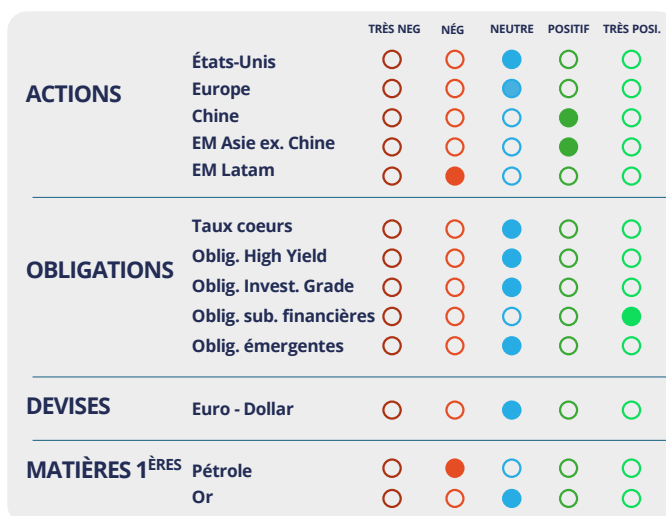 TRÈS NEG NÉG NEUTRE POSITIF TRÈS POSI.
ACTIONS
États-Unis
Europe
Chine
EM Asie ex. Chine
EM Latam
OBLIGATIONS
Taux coeurs
Oblig. High Yield
Oblig. Invest. Grade
Oblig. sub. financières
Oblig. émergentes
DEVISES
Euro - Dollar
MATIÈRES 1ÈRES
Pétrole
Or